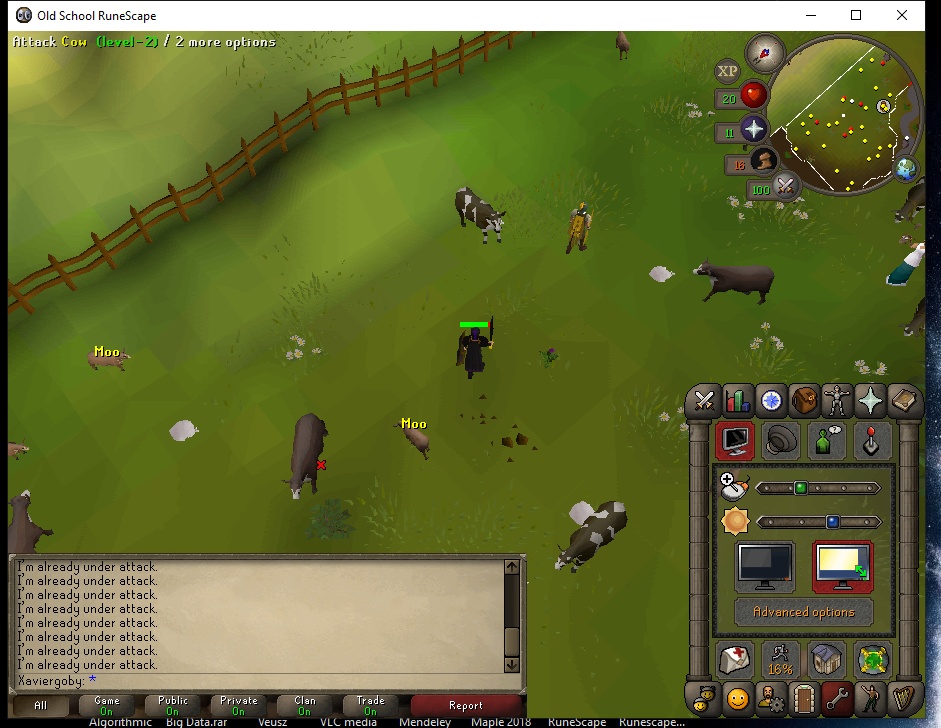 Old School RuneScape
Attack Cow (level-2) / 2 more options
XP
20
11
16
100
Moo
Moo
I'm already under attack.
I'm already under attack.
I'm already under attack.
I'm already under attack.
I'm already under attack.
I'm already under attack.
I'm already under attack.
I'm already under attack.
Xaviergoby: *
Advanced options
16%
All
Game
On
Public
On
Private
On
Clan
On
Trade
On
Report
Algorithmic Big Data.rar Veusz VLC media Mendeley Maple 2018 RuneScape Runescape...